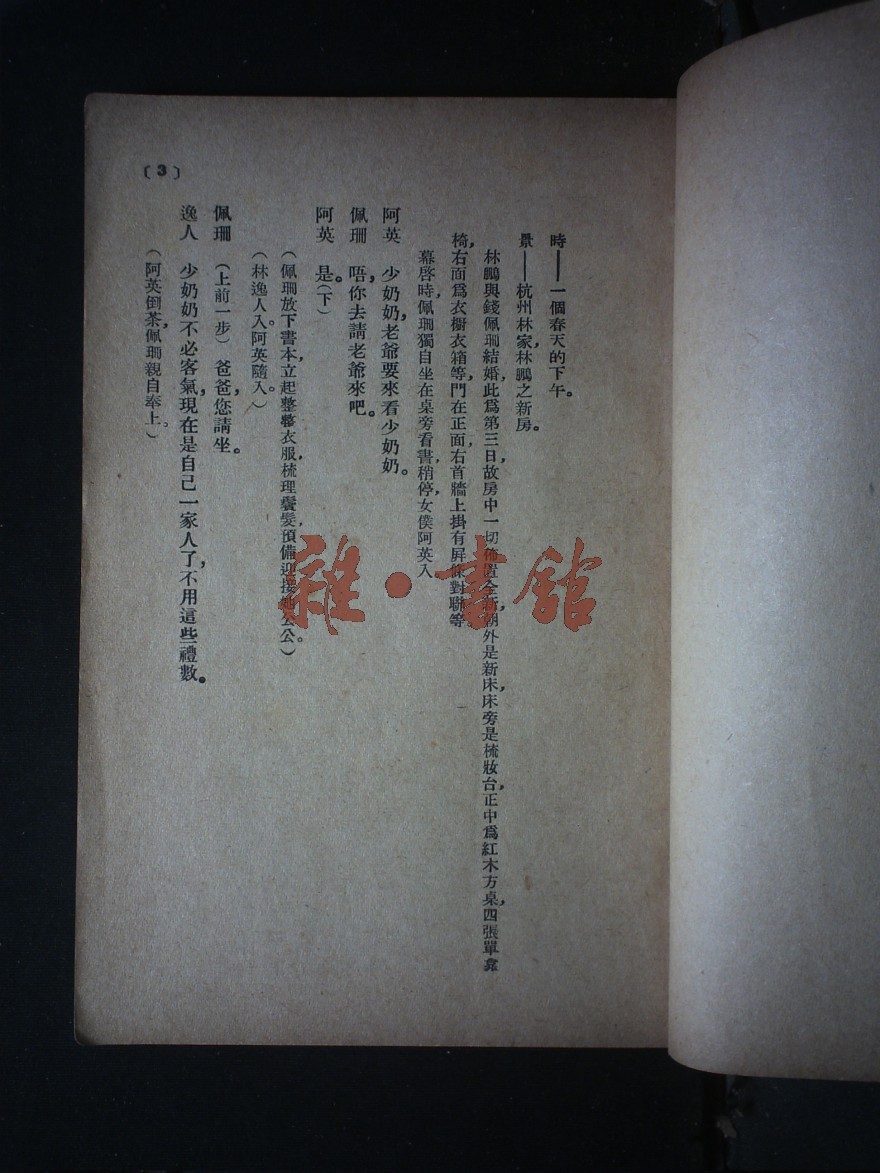 時——一個春天的下午。
景——杭州林家，林鵬之新房。
林鵬與錢佩珊結婚，此爲第三日，故房中一切佈置全新，朝外是新床，床旁是梳妝台，正中爲紅木方桌，四張單靠
椅，右面爲衣橱衣箱等，門在正面，右首牆上掛有屏條對聯等。
幕啓時，佩珊獨自坐在桌旁看書，稍停，女僕阿英入
阿英　少奶奶，老爺要來看少奶奶。
佩珊　唔，你去請老爺來吧。
阿英　是。（下）
（佩珊放下書本，立起整整衣服，梳理鬢髮，預備迎接她公公。）
（林逸人入，阿英隨入。）
佩珊　（上前一步）爸爸，您請坐。
逸人　少奶奶不必客氣，現在是自己一家人了，不用這些禮數。
（阿英倒茶，佩珊親自奉上。）
〔3〕
雜·書館